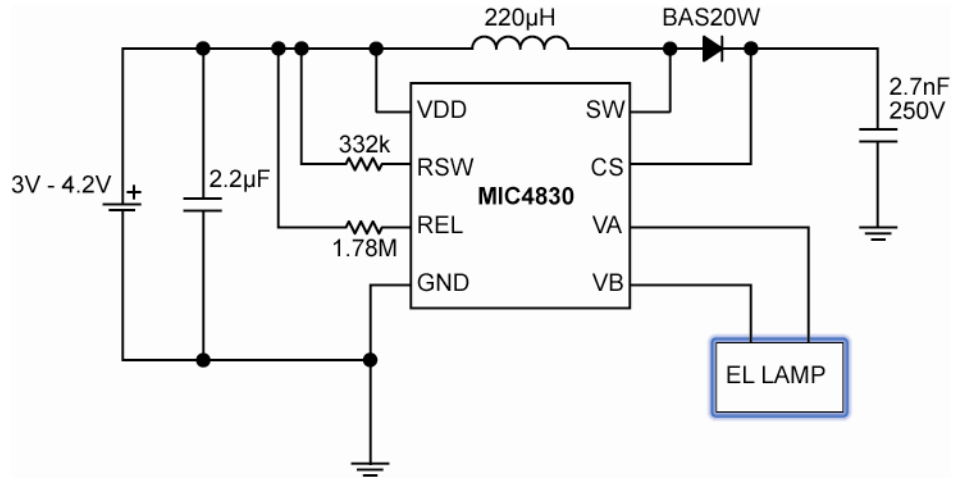 220µH
BAS20W
2.7nF
250V
VDD
SW
332k
RSW
CS
3V - 4.2V
+
2.2µF
MIC4830
REL
VA
1.78M
GND
VB
EL LAMP